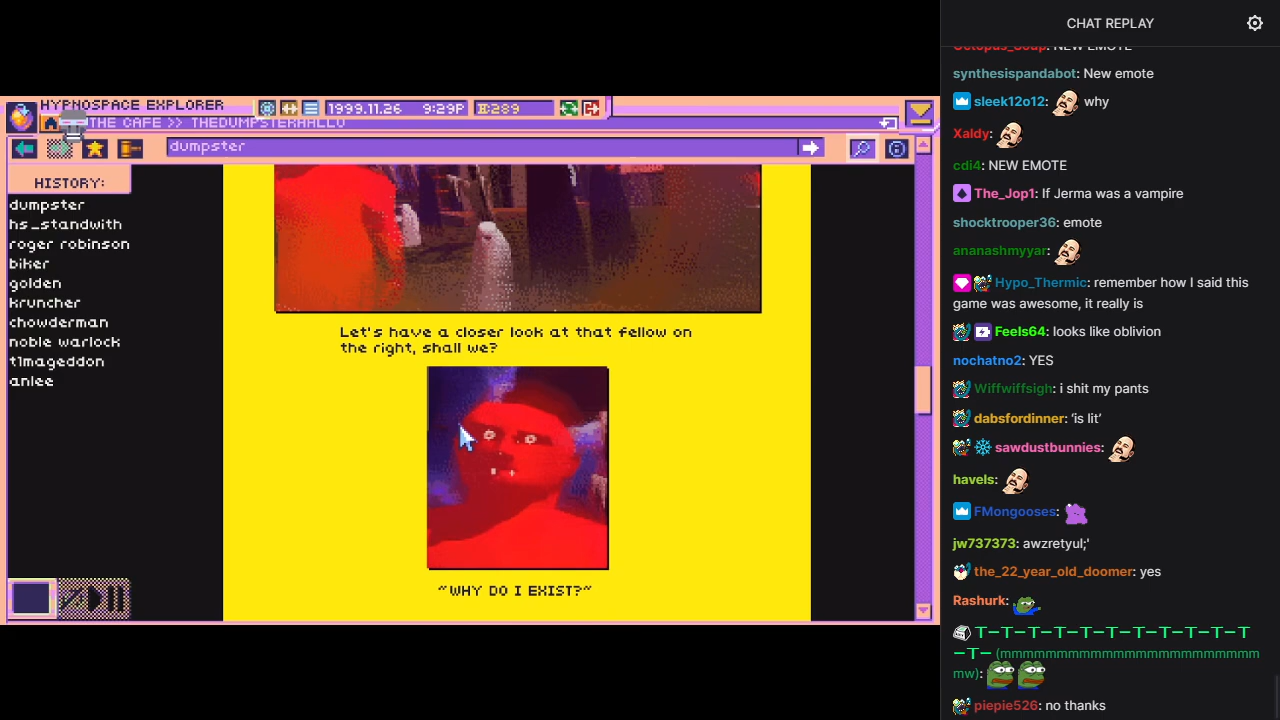 HYPNOSPACE EXPLORER
1999.11.26 9:29P 289
THE CAFE >> THEDUMPSTERHALLO
dumpster
HISTORY:
dumpster
hs_standwith
roger robinson
biker
golden
kruncher
chowderman
noble warlock
t1mageddon
anlee
Let's have a closer look at that fellow on
the right, shall we?
~WHY DO I EXIST?~
CHAT REPLAY
Octopus_Soup: NEW EMOTE
synthesispandabot: New emote
sleek12o12: why
Xaldy:
cdi4: NEW EMOTE
The_Jop1: If Jerma was a vampire
shocktrooper36: emote
ananashmyyar:
Hypo_Thermic: remember how I said this
game was awesome, it really is
Feels64: looks like oblivion
nochatno2: YES
Wiffwiffsigh: i shit my pants
dabsfordinner: 'is lit'
sawdustbunnies:
havels:
FMongooses:
jw737373: awzretyul;'
the_22_year_old_doomer: yes
Rashurk:
piepie526: no thanks